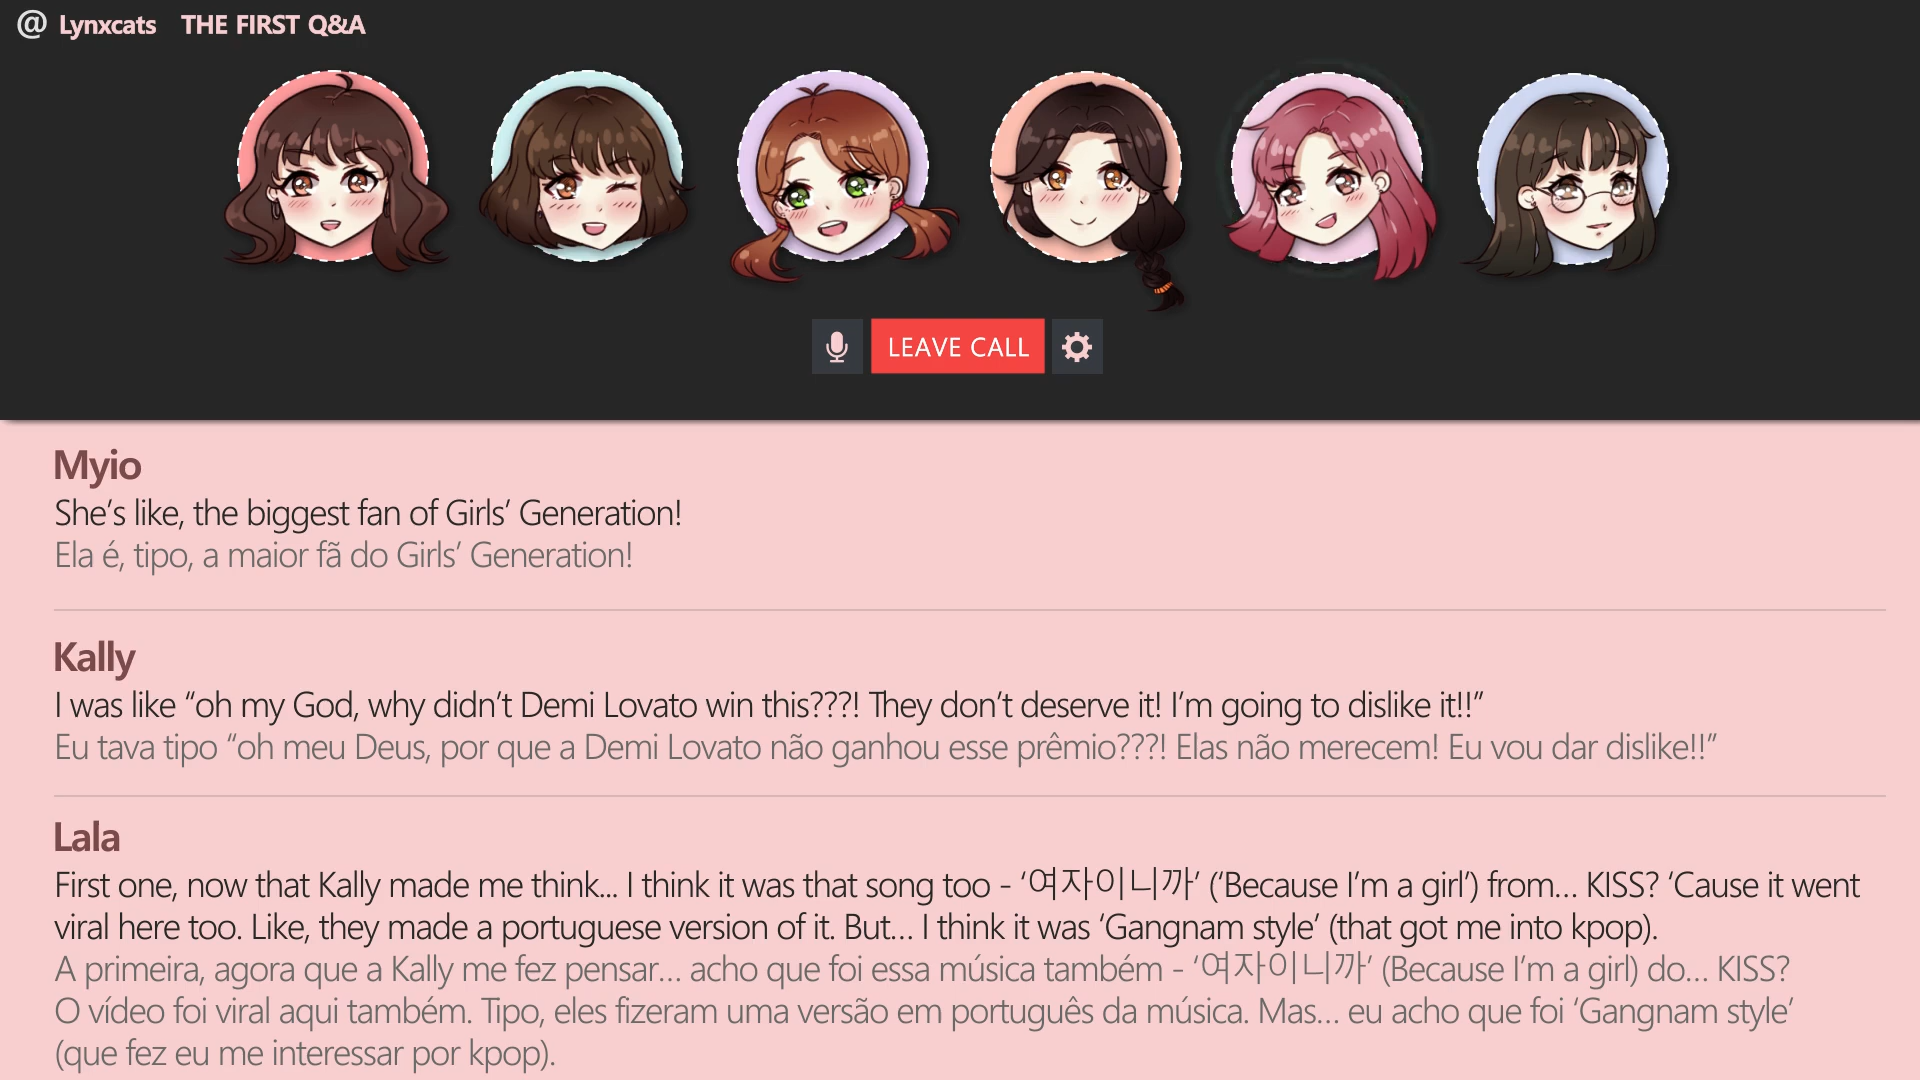 @ Lynxcats THE FIRST Q&A
LEAVE CALL
Myio
She’s like, the biggest fan of Girls’ Generation!
Ela é, tipo, a maior fã do Girls’ Generation!
Kally
I was like “oh my God, why didn’t Demi Lovato win this???! They don’t deserve it! I’m going to dislike it!!”
Eu tava tipo “oh meu Deus, por que a Demi Lovato não ganhou esse prêmio???! Elas não merecem! Eu vou dar dislike!!”
Lala
First one, now that Kally made me think... I think it was that song too - ‘여자이니까’ (‘Because I’m a girl’) from... KISS? ‘Cause it went
viral here too. Like, they made a portuguese version of it. But... I think it was ‘Gangnam style’ (that got me into kpop).
A primeira, agora que a Kally me fez pensar... acho que foi essa música também - ‘여자이니까’ (Because I’m a girl) do... KISS?
O vídeo foi viral aqui também. Tipo, eles fizeram uma versão em português da música. Mas... eu acho que foi ‘Gangnam style’
(que fez eu me interessar por kpop).